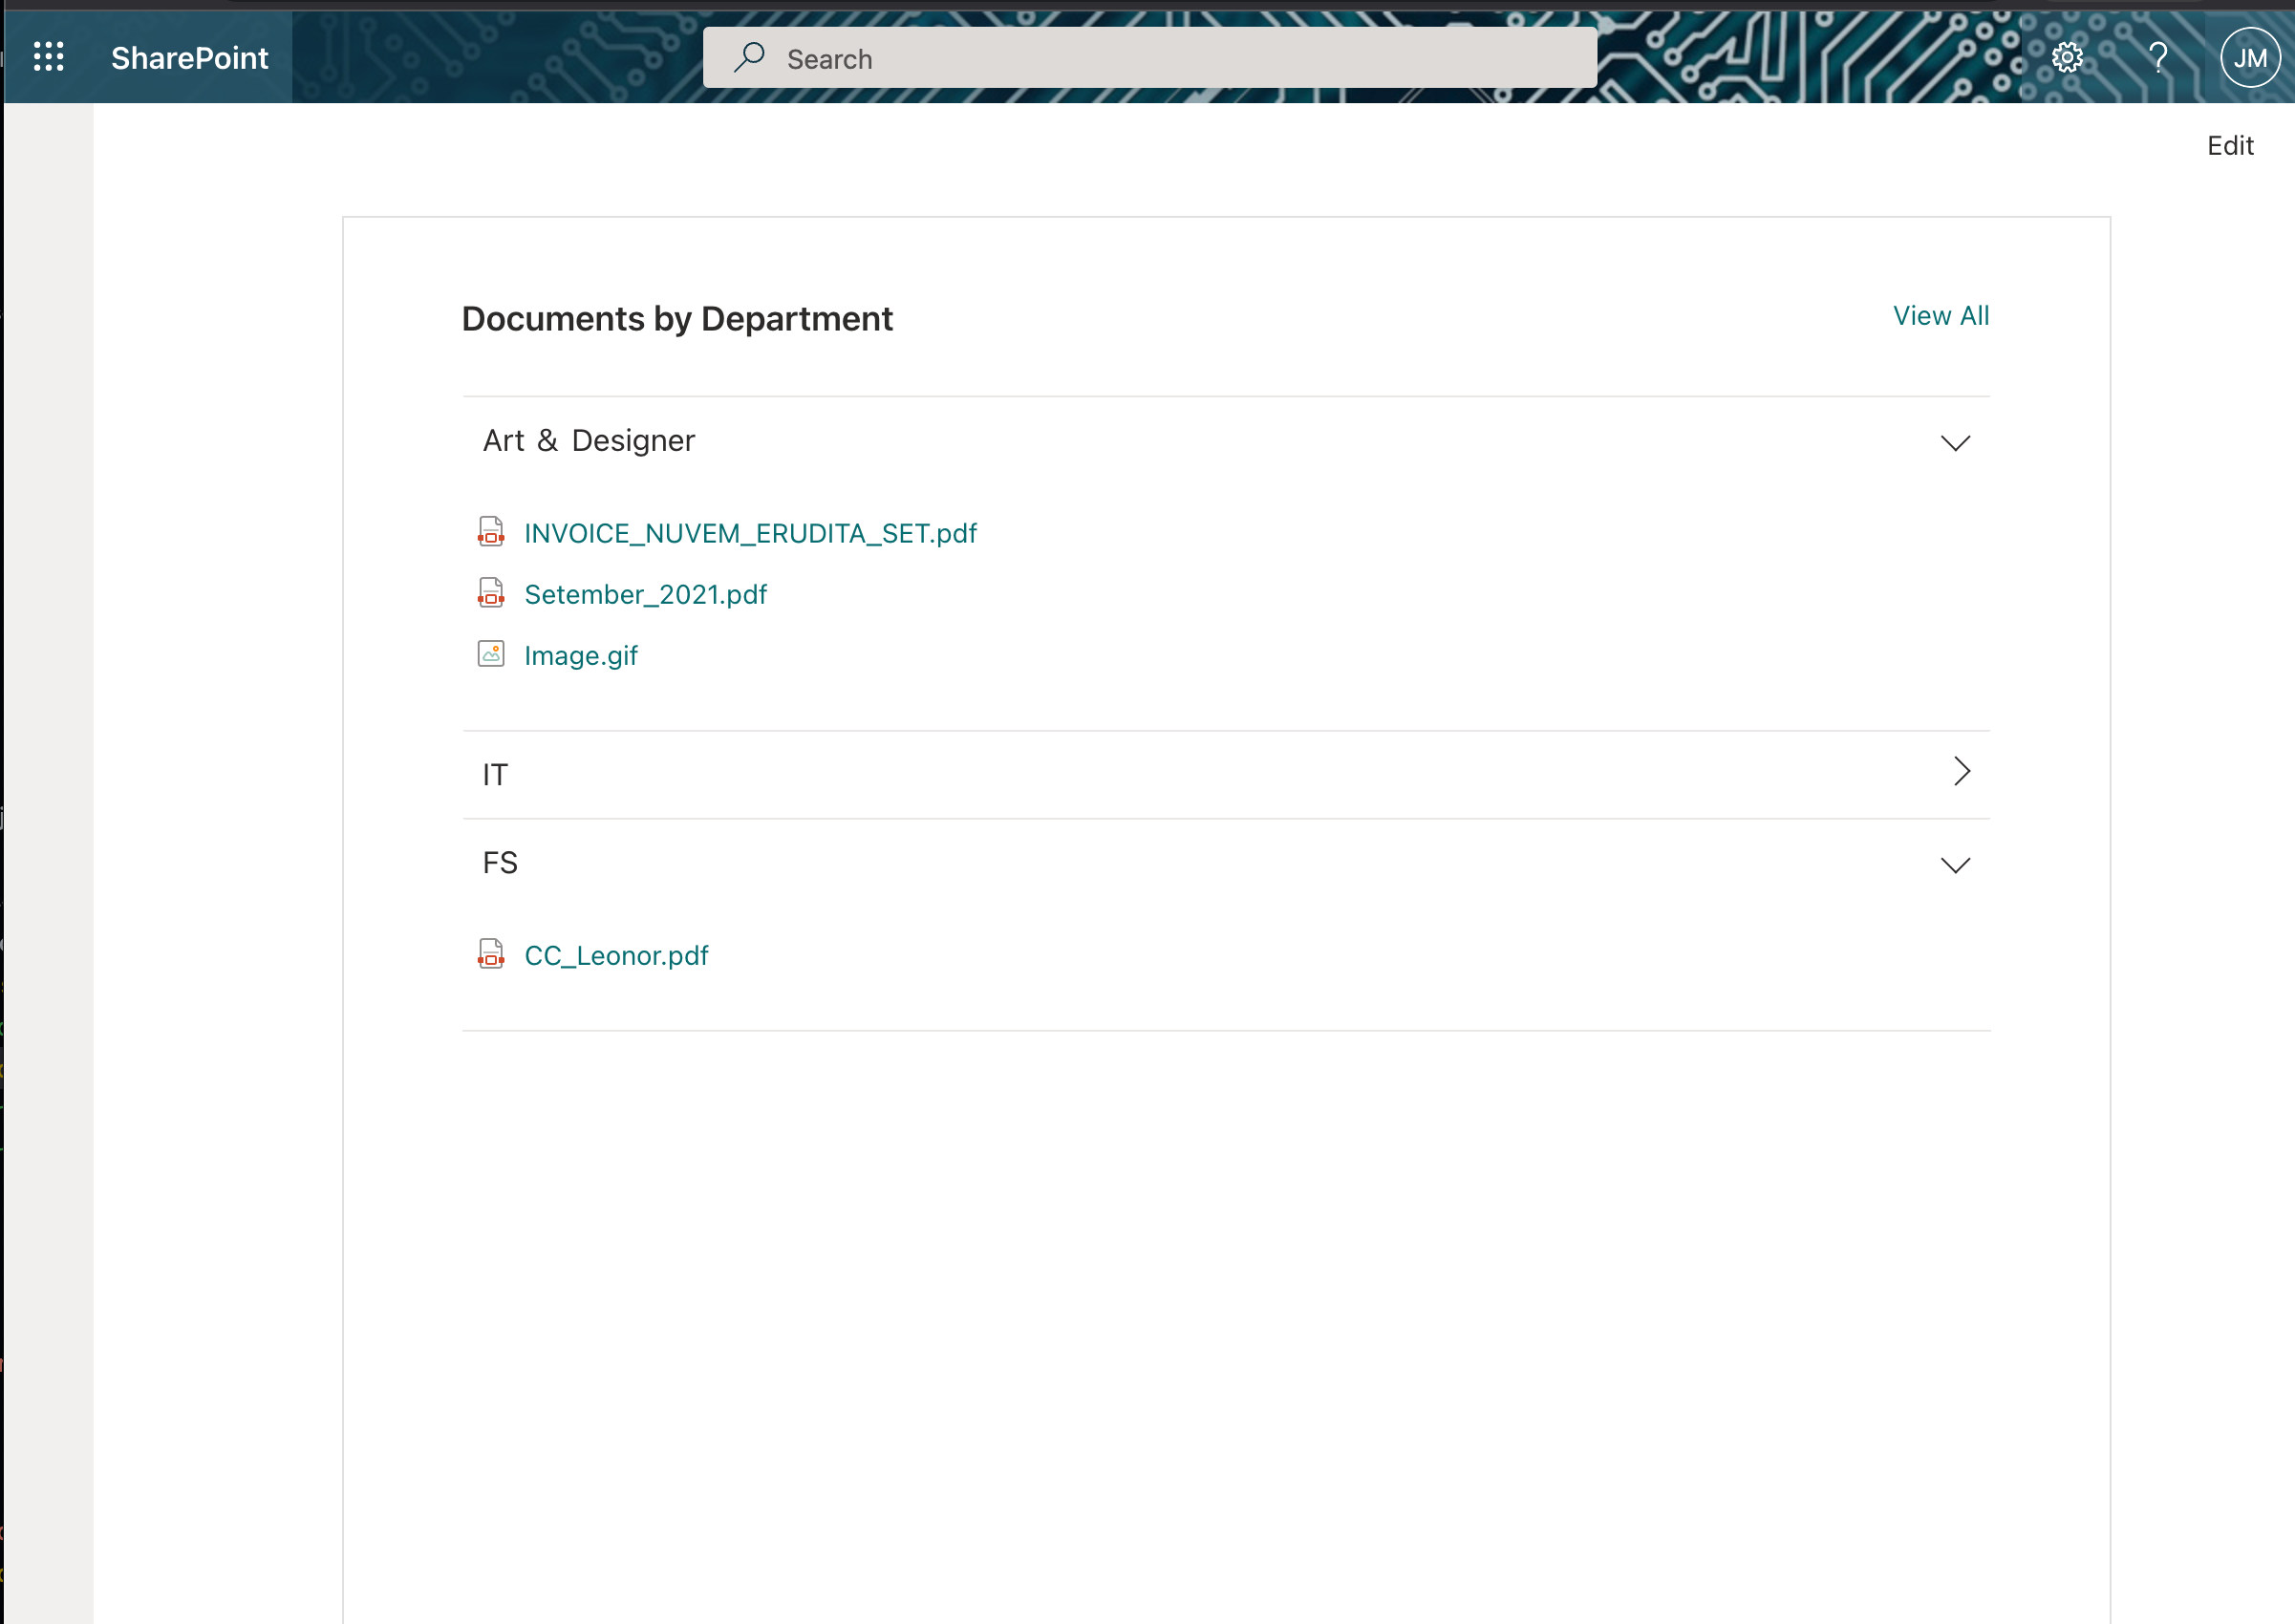 SharePoint
Search
?
JM
Edit
Documents by Department
View All
Art & Designer
INVOICE_NUVEM_ERUDITA_SET.pdf
Setember_2021.pdf
Image.gif
IT
FS
CC_Leonor.pdf